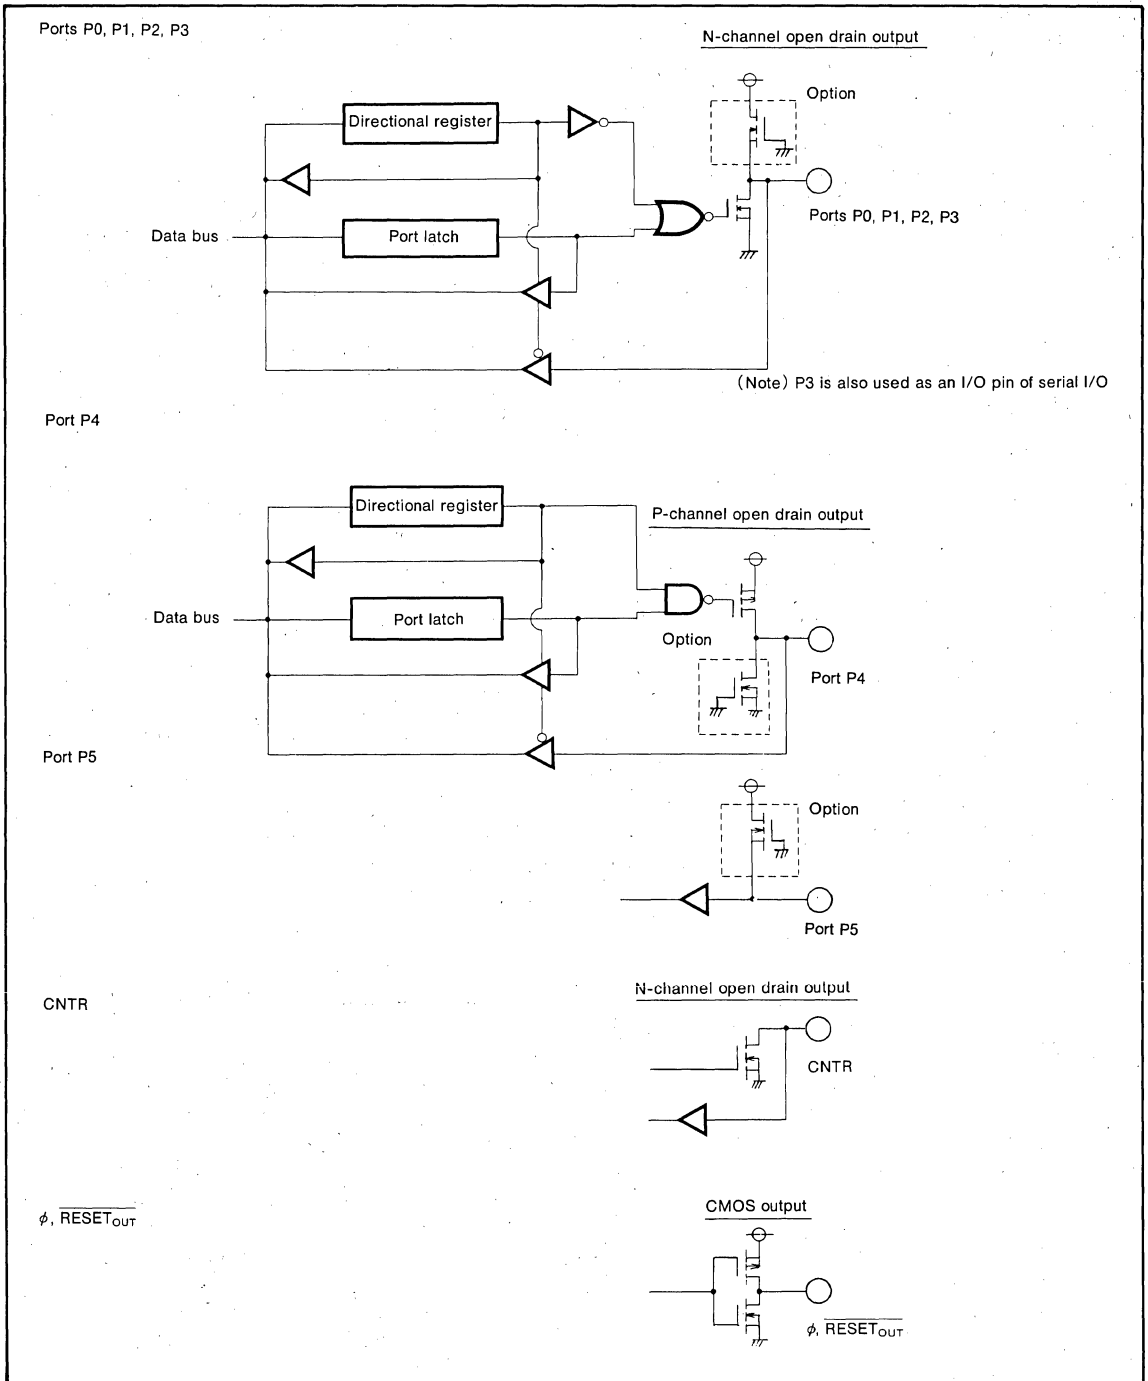 Ports P0, P1, P2, P3
N-channel open drain output
Option
Directional register
Data bus
Port latch
Ports P0, P1, P2, P3
(Note) P3 is also used as an I/O pin of serial I/O
Port P4
Directional register
P-channel open drain output
Data bus
Port latch
Option
Port P4
Port P5
Option
Port P5
CNTR
N-channel open drain output
CNTR
ϕ, RESETOUT
CMOS output
ϕ, RESETOUT